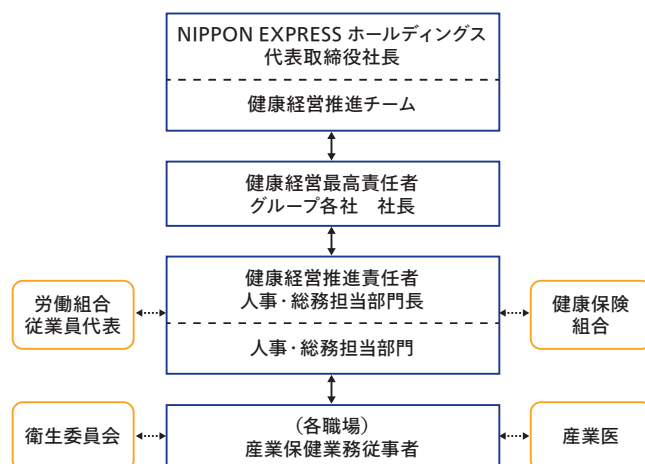 NIPPON EXPRESS ホールディングス
代表取締役社長
健康経営推進チーム
健康経営最高責任者
グループ各社　社長
労働組合
従業員代表
健康経営推進責任者
人事・総務担当部門長
人事・総務担当部門
健康保険
組合
衛生委員会
(各職場)
産業保健業務従事者
産業医